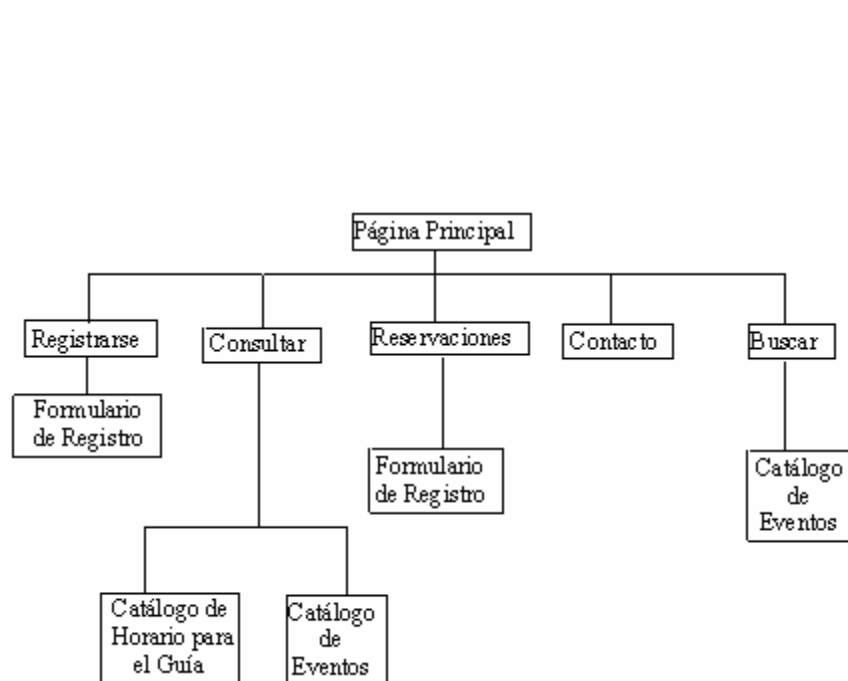 Página Principal
Registrarse
Consultar
Reservaciones
Contacto
Buscar
Formulario
de Registro
Formulario
de Registro
Catálogo
de
Eventos
Catálogo de
Horario para
el Guía
Catálogo
de
Eventos